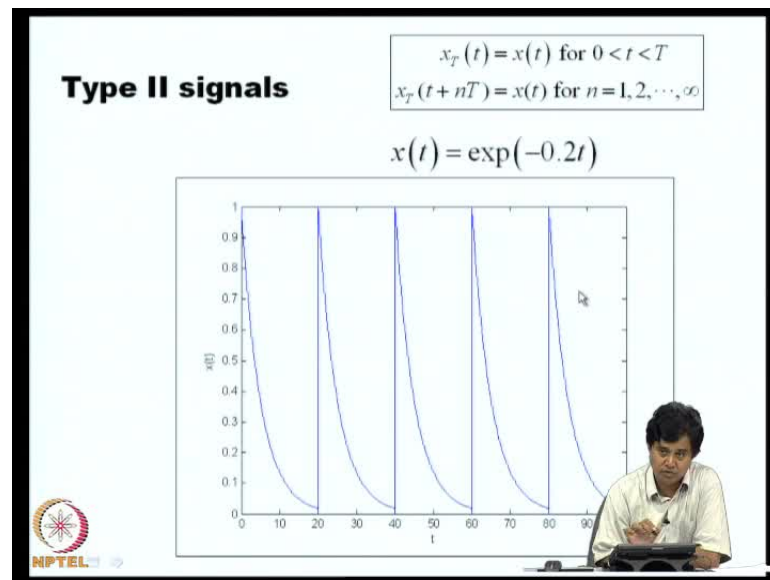 Type II signals
x_T(t) = x(t) for 0 < t < T
x_T(t + nT) = x(t) for n = 1, 2, ⋯, ∞
x(t) = exp(−0.2t)
1
0.9
0.8
0.7
0.6
0.5
0.4
0.3
0.2
0.1
0
x(t)
0 10 20 30 40 50 60 70 80 90
t
NPTEL